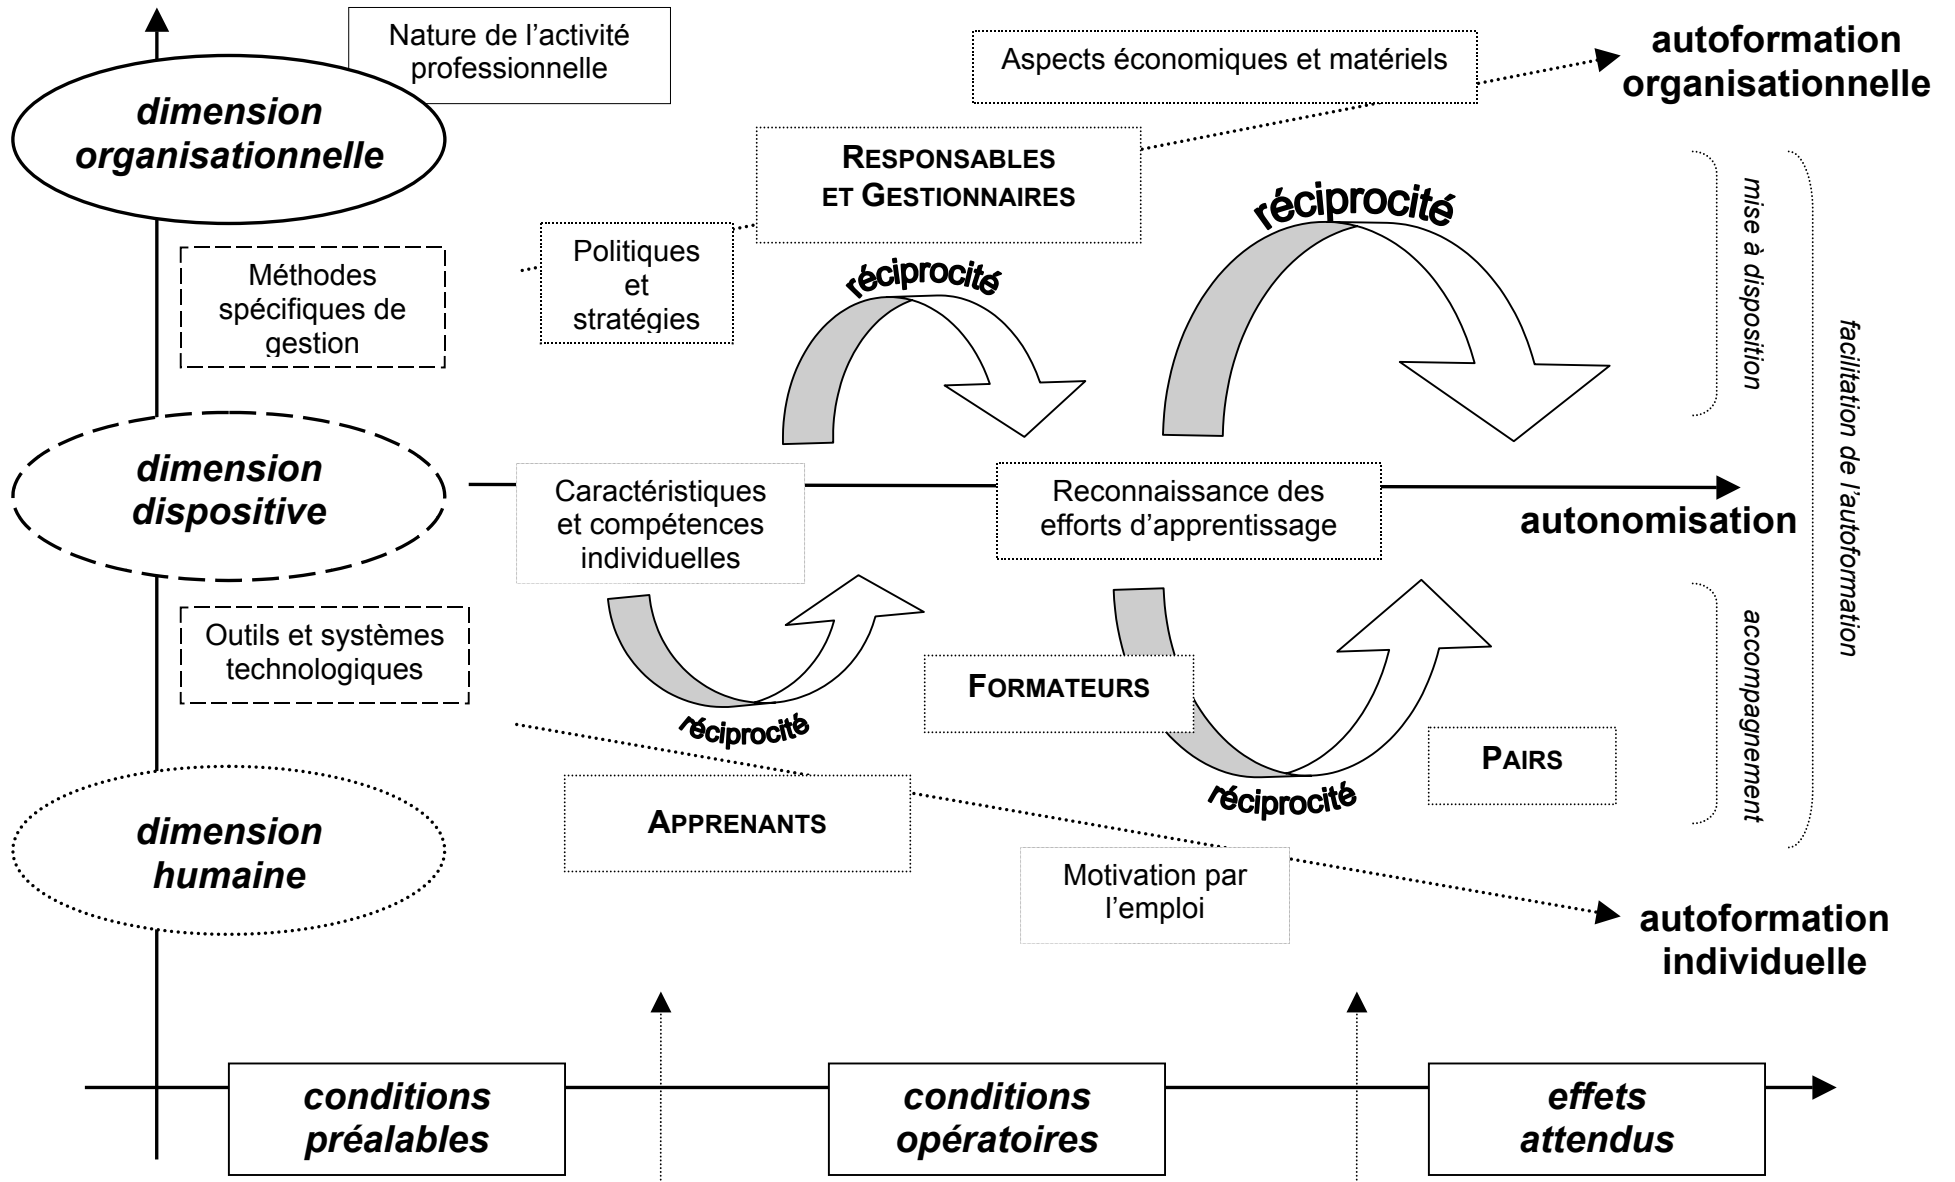 Nature de l’activité
professionnelle
Aspects économiques et matériels
autoformation
organisationnelle
dimension
organisationnelle
RESPONSABLES
ET GESTIONNAIRES
réciprocité
mise à disposition
Politiques
et
stratégies
réciprocité
Méthodes
spécifiques de
gestion
facilitation de l’autoformation
dimension
dispositive
Caractéristiques
et compétences
individuelles
Reconnaissance des
efforts d’apprentissage
autonomisation
Outils et systèmes
technologiques
réciprocité
FORMATEURS
accompagnement
PAIRS
réciprocité
APPRENANTS
dimension
humaine
Motivation par
l’emploi
autoformation
individuelle
conditions
préalables
conditions
opératoires
effets
attendus